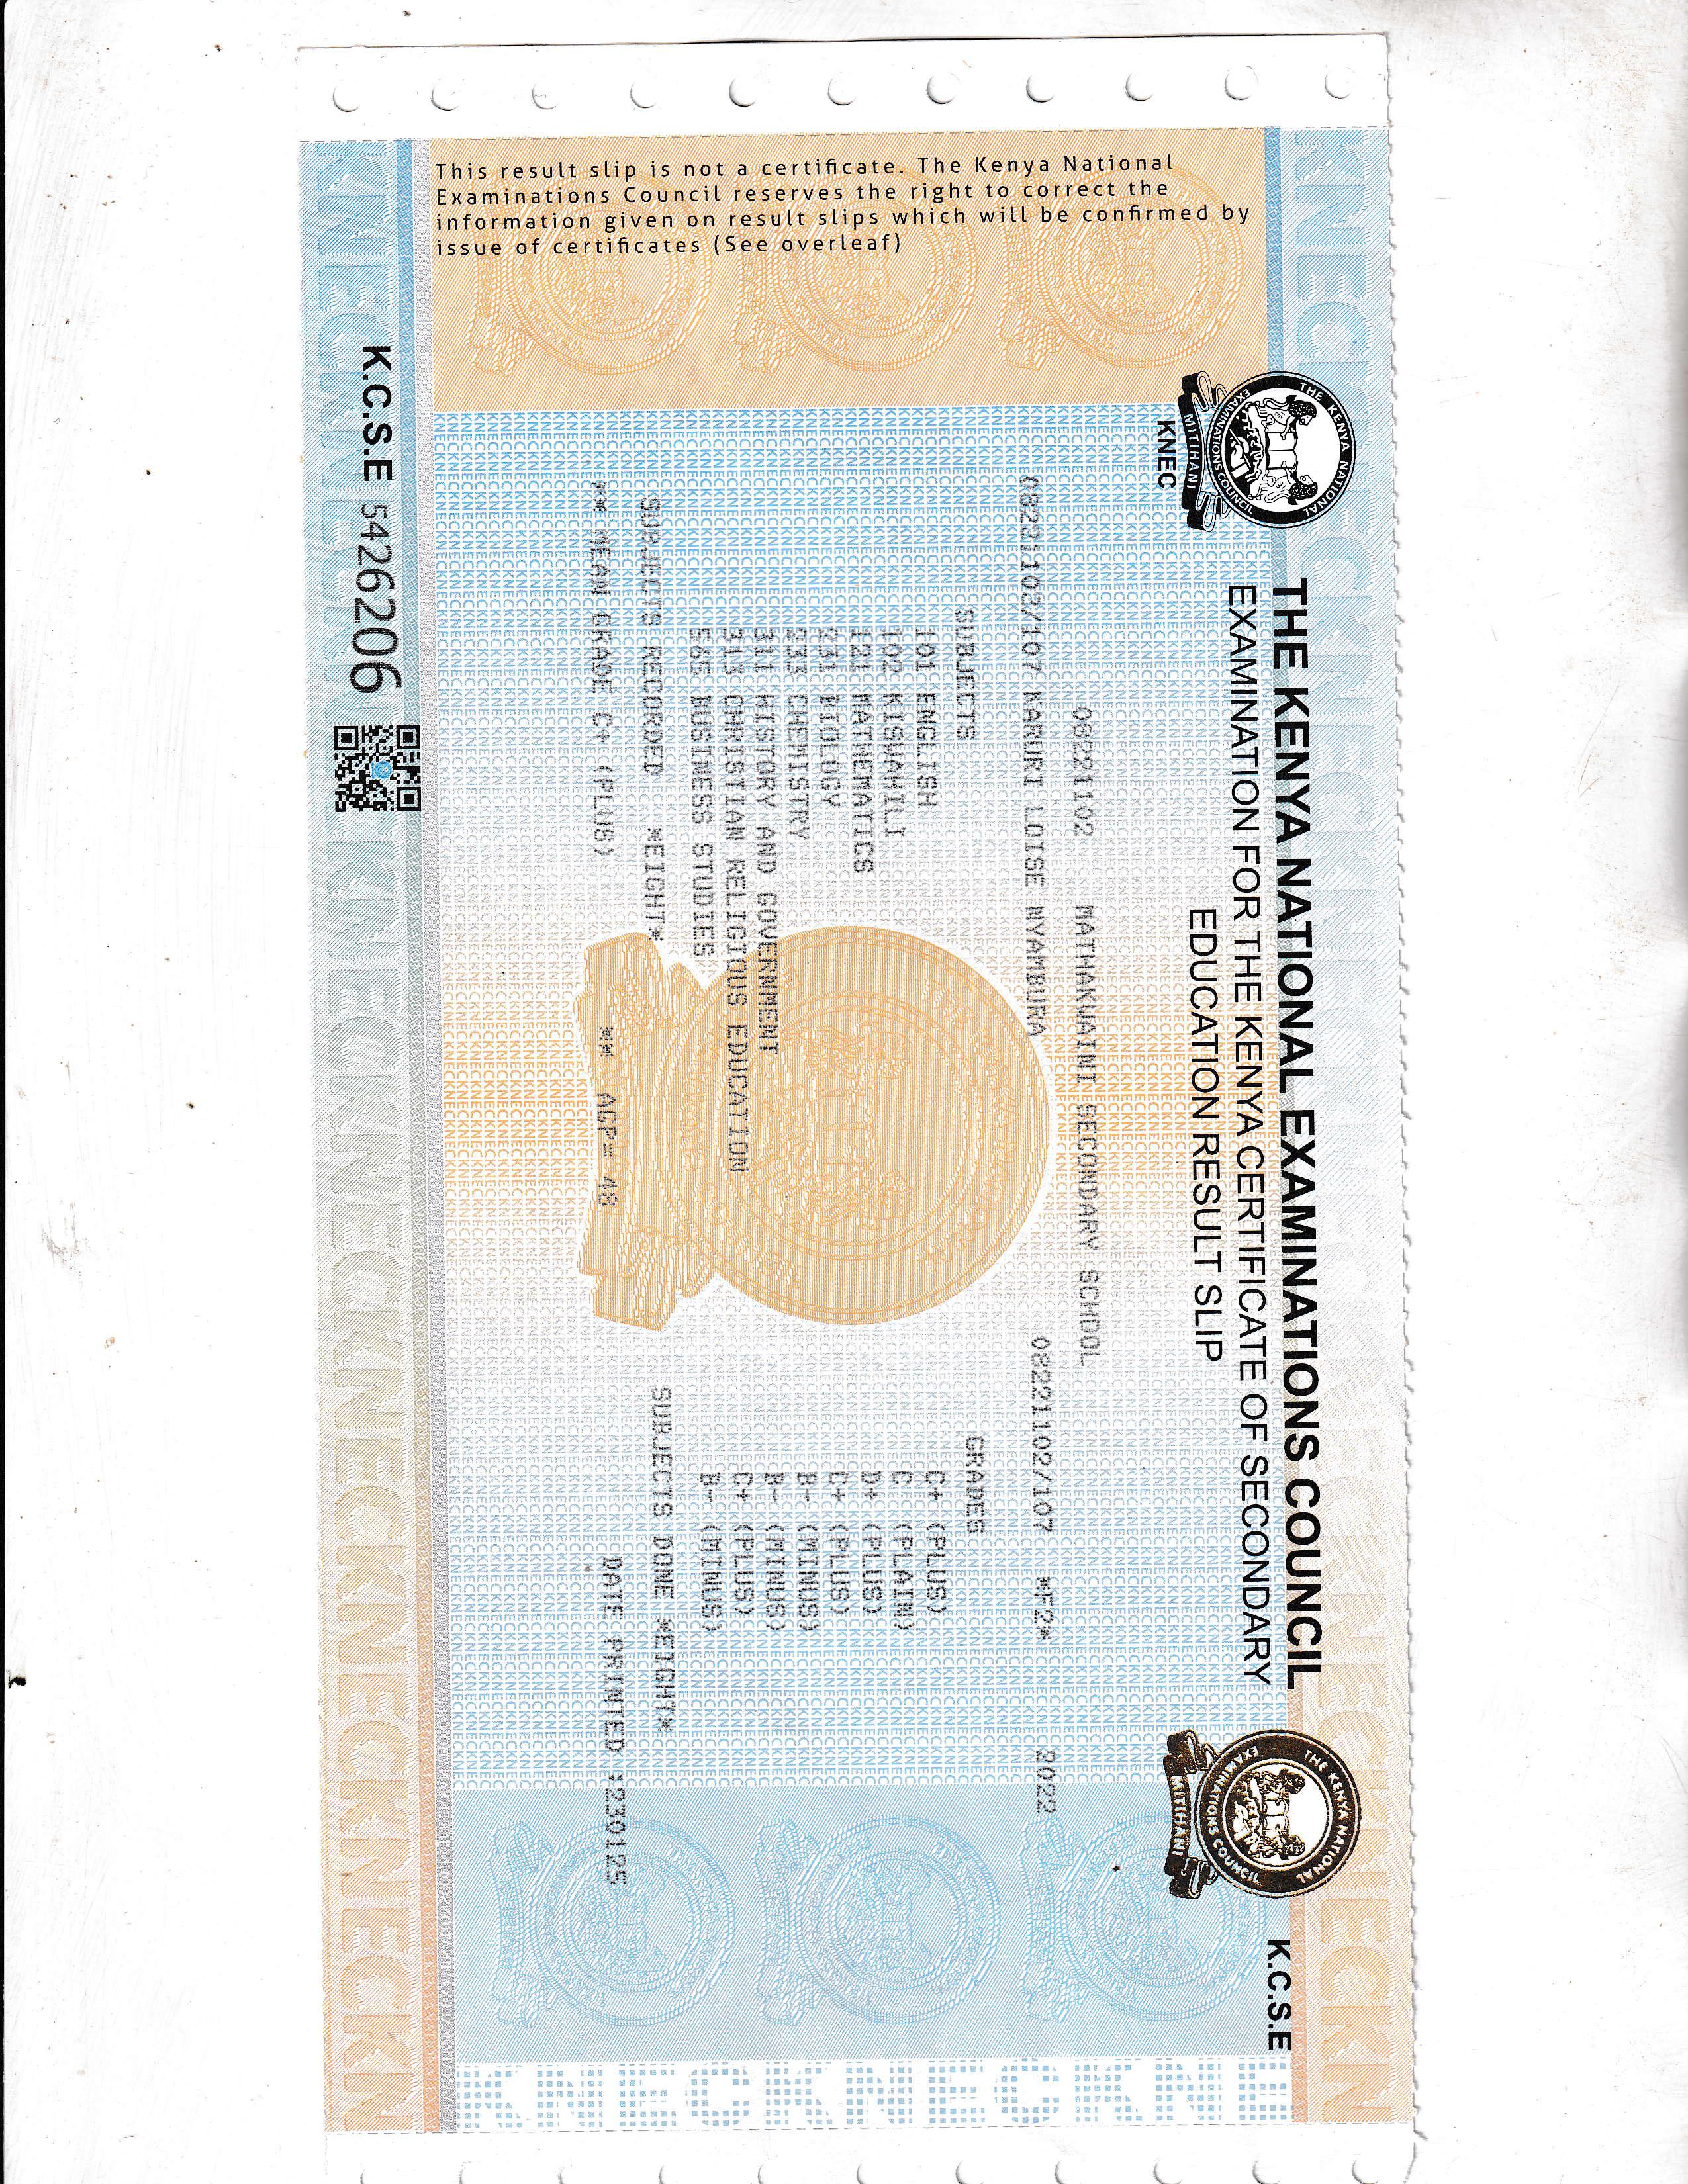 This result slip is not a certificate. The Kenya National
Examinations Council reserves the right to correct the
information given on result slips which will be confirmed by
issue of certificates (See overleaf)
THE KENYA NATIONAL EXAMINATIONS COUNCIL
EXAMINATION FOR THE KENYA CERTIFICATE OF SECONDARY
EDUCATION RESULT SLIP
K.C.S.E
THE KENYA NATIONAL EXAMINATIONS COUNCIL
MITIHANI
KNEC
THE KENYA NATIONAL EXAMINATIONS COUNCIL
MITIHANI
08221102 MATHAKWAINI SECONDARY SCHOOL
08221102/107 KARURI LOISE NYAMBURA 08221102/107 *F2* 2022
SUBJECTS GRADES
101 ENGLISH C+ (PLUS)
102 KISWAHILI C (PLAIN)
121 MATHEMATICS D+ (PLUS)
231 BIOLOGY C+ (PLUS)
233 CHEMISTRY B- (MINUS)
311 HISTORY AND GOVERNMENT B- (MINUS)
313 CHRISTIAN RELIGIOUS EDUCATION C+ (PLUS)
565 BUSINESS STUDIES B- (MINUS)
SUBJECTS RECORDED *EIGHT* SUBJECTS DONE *EIGHT*
** MEAN GRADE C+ (PLUS) ** AGP= 48 DATE PRINTED :230125
K.C.S.E 5426206